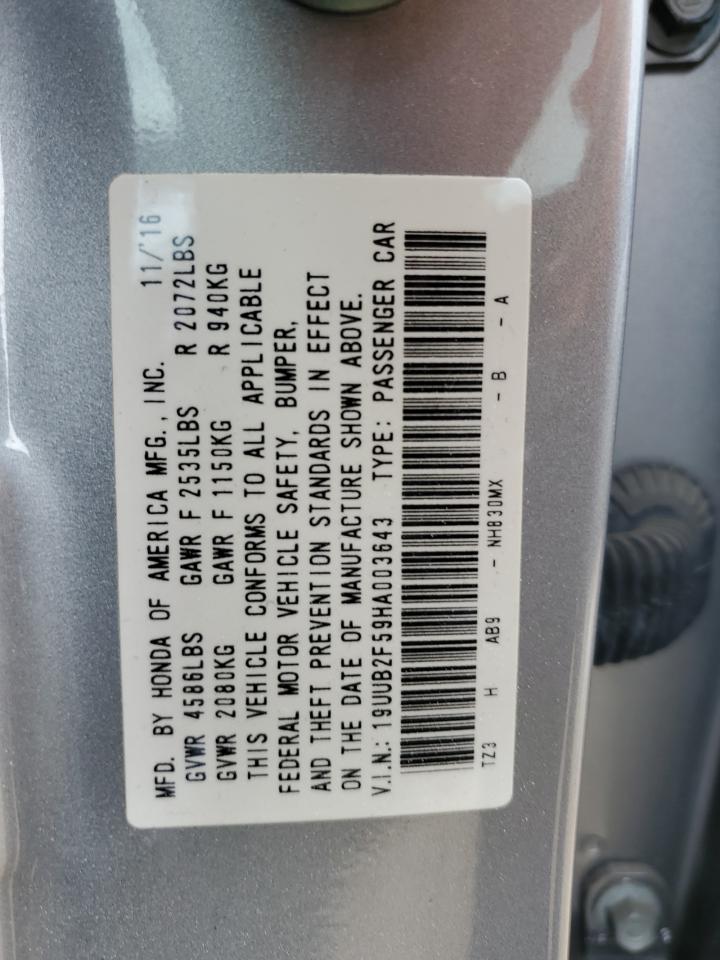 MFD. BY HONDA OF AMERICA MFG., INC. 11/'16
GVWR 4586LBS GAWR F 2535LBS R 2072LBS
GVWR 2080KG GAWR F 1150KG R 940KG
THIS VEHICLE CONFORMS TO ALL APPLICABLE
FEDERAL MOTOR VEHICLE SAFETY, BUMPER,
AND THEFT PREVENTION STANDARDS IN EFFECT
ON THE DATE OF MANUFACTURE SHOWN ABOVE.
V.I.N.: 19UUB2F59HA003643 TYPE: PASSENGER CAR
TZ3 H AB9 - NH830MX - B - A